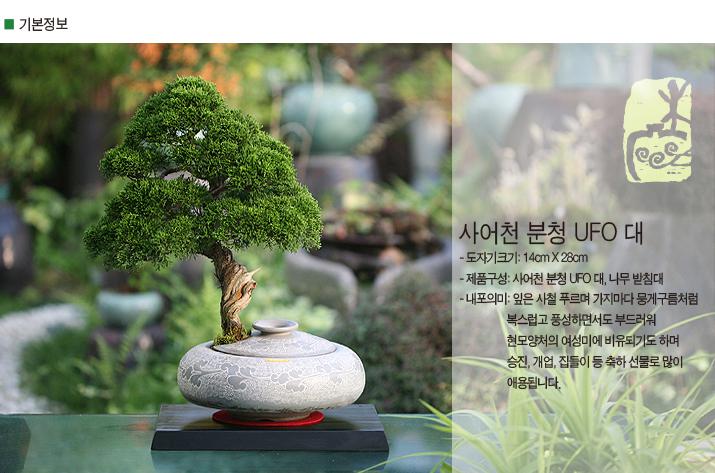 기본정보
사어천 분청 UFO 대
- 도자기크기: 14cm X 28cm
- 제품구성: 사어천 분청 UFO 대, 나무 받침대
- 내포의미: 잎은 사철 푸르며 가지마다 뭉게구름처럼
복스럽고 풍성하면서도 부드러워
현모양처의 여성미에 비유되기도 하며
승진, 개업, 집들이 등 축하 선물로 많이
애용됩니다.